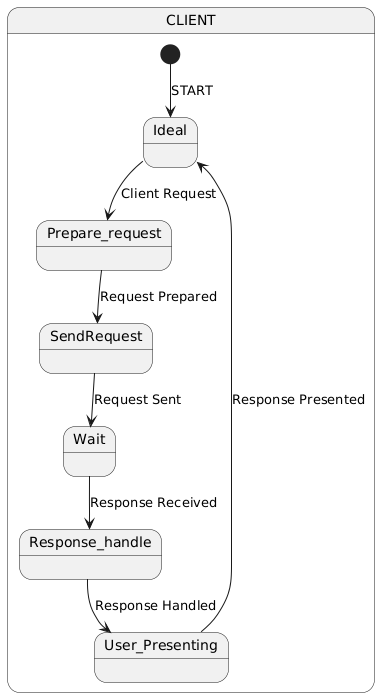 CLIENT
START
Ideal
Client Request
Prepare_request
Request Prepared
SendRequest
Request Sent
Response Presented
Wait
Response Received
Response_handle
Response Handled
User_Presenting